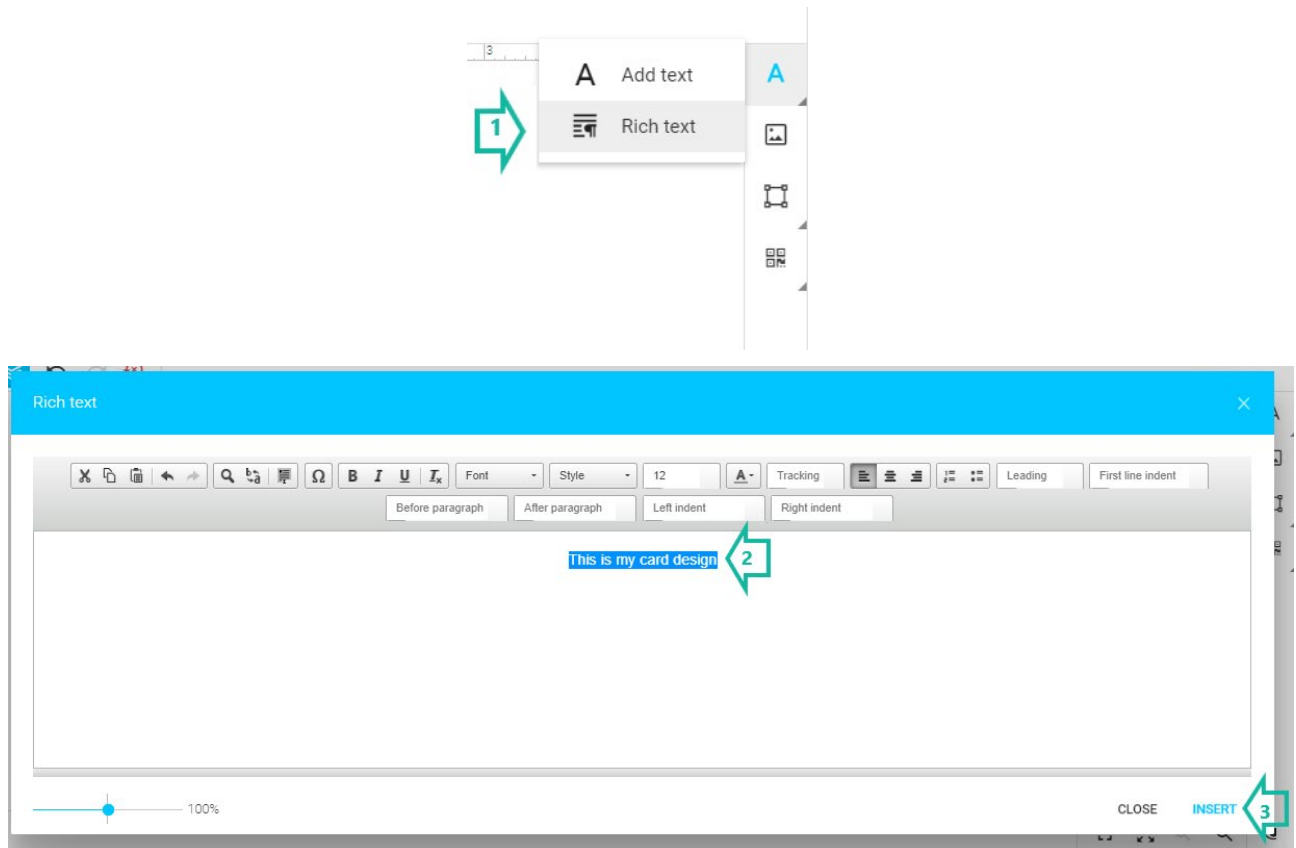 3
A Add text
A
1
Rich text
Rich text
Ω B I U Tx Font Style 12 A Tracking Leading First line indent
Before paragraph After paragraph Left indent Right indent
This is my card design 2
100% CLOSE INSERT 3